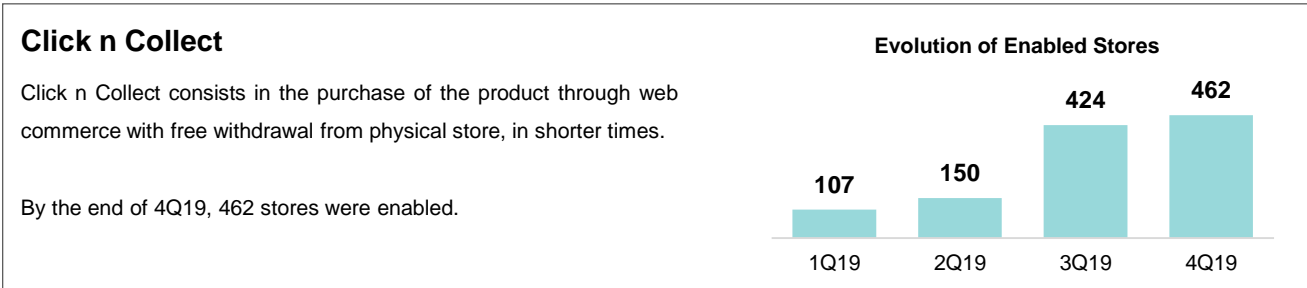 Click n Collect
Click n Collect consists in the purchase of the product through web
commerce with free withdrawal from physical store, in shorter times.
By the end of 4Q19, 462 stores were enabled.
Evolution of Enabled Stores
107
150
424
462
1Q19
2Q19
3Q19
4Q19